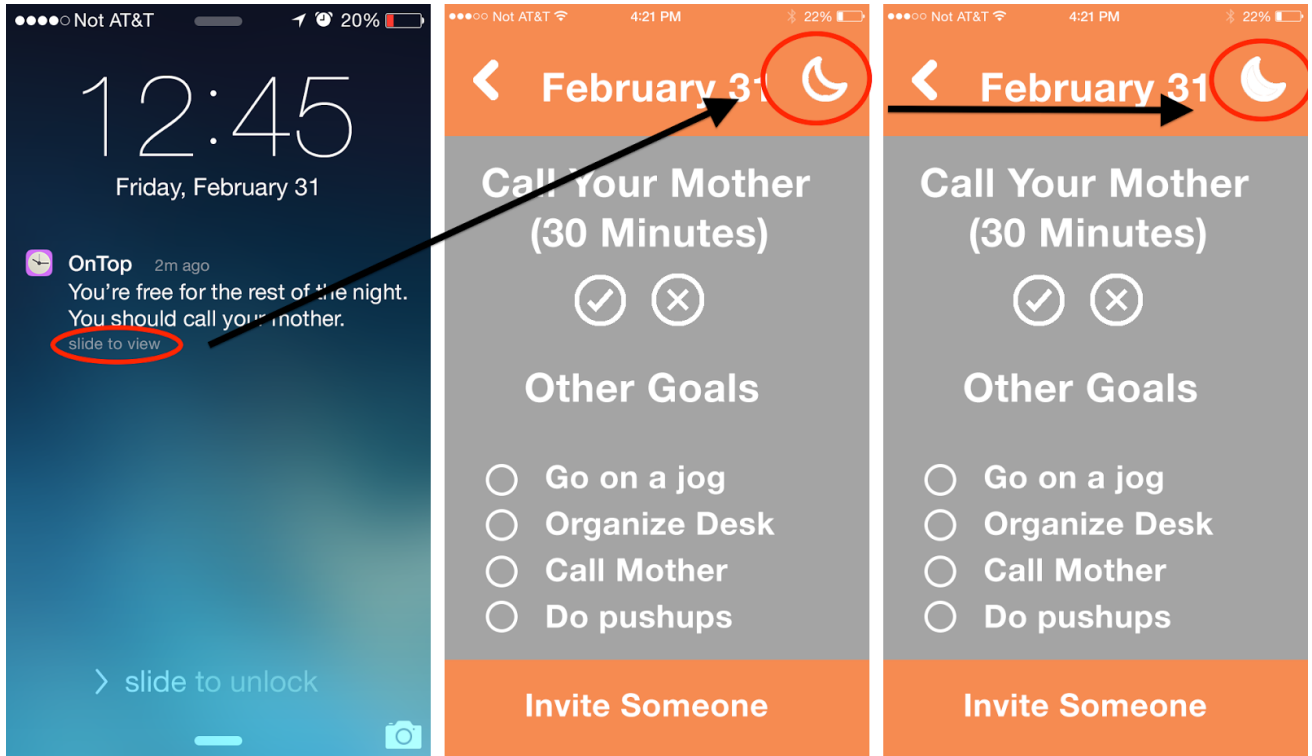 Not AT&T 20%
12:45
Friday, February 31
OnTop 2m ago
You're free for the rest of the night.
You should call your mother.
slide to view
slide to unlock
Not AT&T 4:21 PM 22%
February 31
Call Your Mother
(30 Minutes)
Other Goals
Go on a jog
Organize Desk
Call Mother
Do pushups
Invite Someone
Not AT&T 4:21 PM 22%
February 31
Call Your Mother
(30 Minutes)
Other Goals
Go on a jog
Organize Desk
Call Mother
Do pushups
Invite Someone